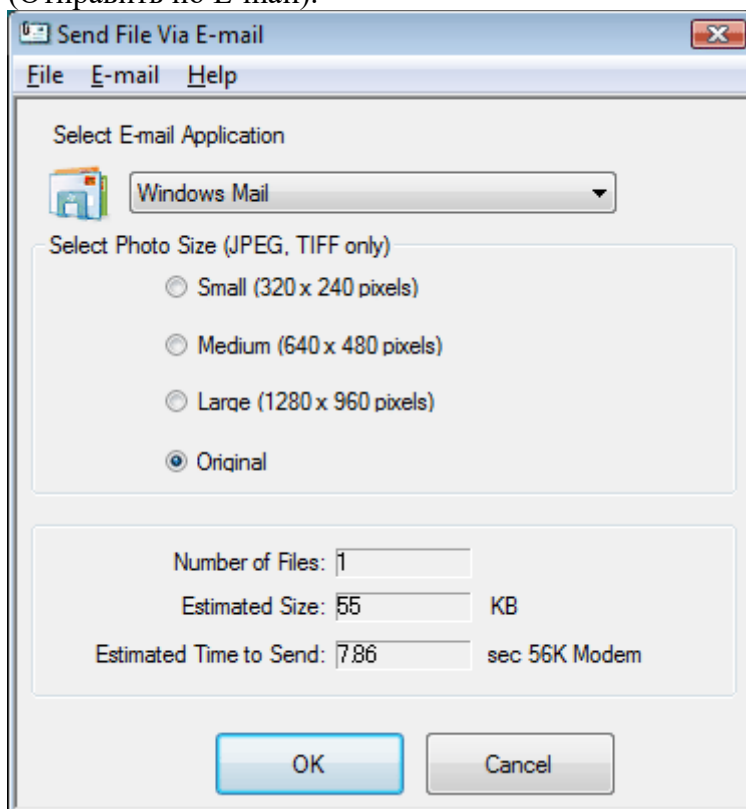 (Отправить по E-mail).
Send File Via E-mail
File E-mail Help
Select E-mail Application
Windows Mail
Select Photo Size (JPEG, TIFF only)
Small (320 x 240 pixels)
Medium (640 x 480 pixels)
Large (1280 x 960 pixels)
Original
Number of Files: 1
Estimated Size: 55 KB
Estimated Time to Send: 7.86 sec 56K Modem
OK Cancel